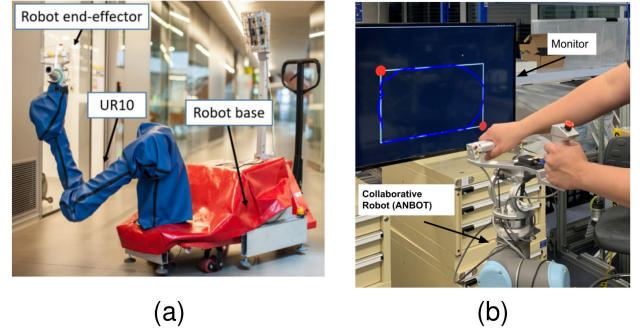 Robot end-effector
UR10
Robot base
Monitor
Collaborative
Robot (ANBOT)
(a)
(b)